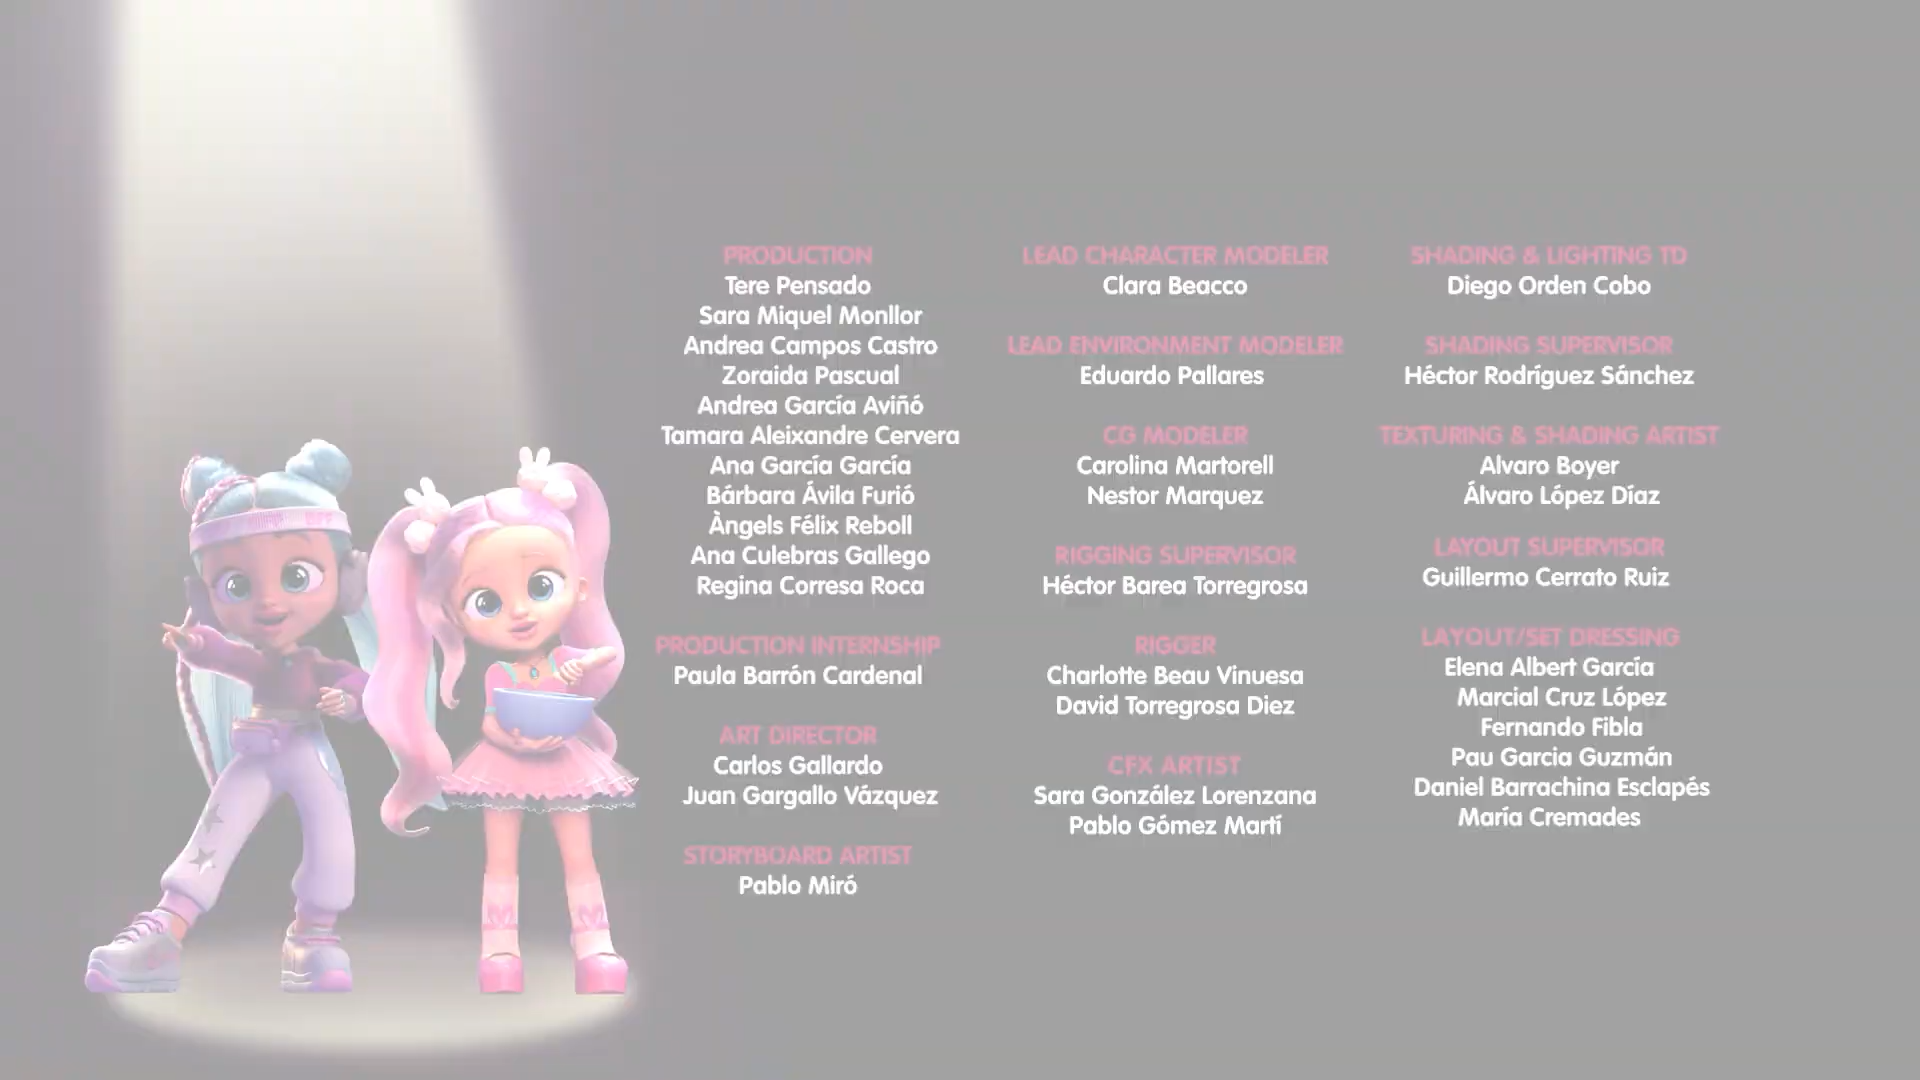 PRODUCTION
Tere Pensado
Sara Miquel Monllor
Andrea Campos Castro
Zoraida Pascual
Andrea García Aviñó
Tamara Aleixandre Cervera
Ana García García
Bárbara Ávila Furió
Àngels Félix Reboll
Ana Culebras Gallego
Regina Corresa Roca
PRODUCTION INTERNSHIP
Paula Barrón Cardenal
ART DIRECTOR
Carlos Gallardo
Juan Gargallo Vázquez
STORYBOARD ARTIST
Pablo Miró
LEAD CHARACTER MODELER
Clara Beacco
LEAD ENVIRONMENT MODELER
Eduardo Pallares
CG MODELER
Carolina Martorell
Nestor Marquez
RIGGING SUPERVISOR
Héctor Barea Torregrosa
RIGGER
Charlotte Beau Vinuesa
David Torregrosa Diez
CFX ARTIST
Sara González Lorenzana
Pablo Gómez Martí
SHADING & LIGHTING TD
Diego Orden Cobo
SHADING SUPERVISOR
Héctor Rodríguez Sánchez
TEXTURING & SHADING ARTIST
Alvaro Boyer
Álvaro López Díaz
LAYOUT SUPERVISOR
Guillermo Cerrato Ruiz
LAYOUT/SET DRESSING
Elena Albert García
Marcial Cruz López
Fernando Fibla
Pau Garcia Guzmán
Daniel Barrachina Esclapés
María Cremades